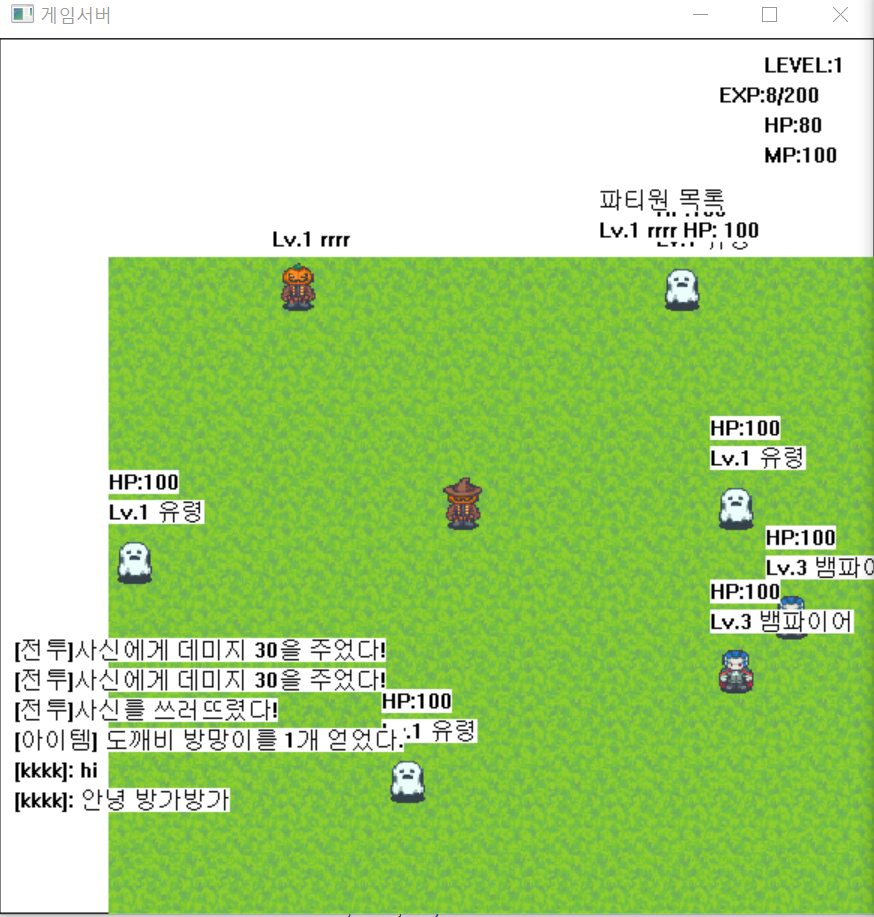 게임서버
LEVEL:1
EXP:8/200
HP:80
MP:100
파티원 목록
Lv.1 rrrr HP: 100
Lv.1 rrrr
HP:100
Lv.1 유령
HP:100
Lv.1 유령
HP:100
Lv.3
HP:100
Lv.3 뱀파이어
[전투]사신에게 데미지 30을 주었다!
[전투]사신에게 데미지 30을 주었다!
[전투]사신를 쓰러뜨렸다!
HP:100
유령
[아이템] 도깨비 방망이를 1개 얻었다.
[kkkk]: hi
[kkkk]: 안녕 방가방가